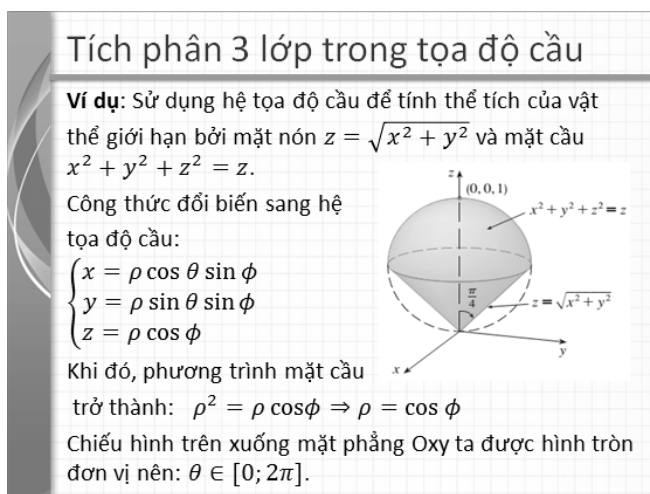 Tích phân 3 lớp trong tọa độ cầu
Ví dụ: Sử dụng hệ tọa độ cầu để tính thể tích của vật
thể giới hạn bởi mặt nón z = √(x² + y²) và mặt cầu
x² + y² + z² = z.
Công thức đổi biến sang hệ
tọa độ cầu:
x = ρ cos θ sin ϕ
y = ρ sin θ sin ϕ
z = ρ cos ϕ
z
(0, 0, 1)
x² + y² + z² = z
π/4
z = √(x² + y²)
x
y
Khi đó, phương trình mặt cầu
trở thành: ρ² = ρ cosϕ ⇒ ρ = cos ϕ
Chiếu hình trên xuống mặt phẳng Oxy ta được hình tròn
đơn vị nên: θ ∈ [0; 2π].